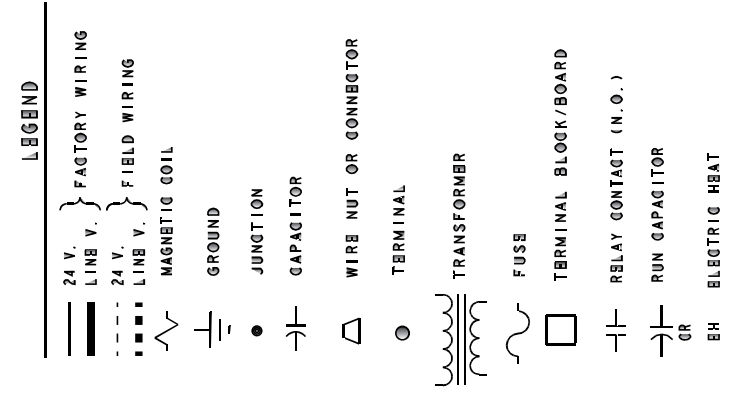 LEGEND
24 V.
LINE V.
FACTORY WIRING
24 V.
LINE V.
FIELD WIRING
MAGNETIC COIL
GROUND
JUNCTION
CAPACITOR
WIRE NUT OR CONNECTOR
TERMINAL
TRANSFORMER
FUSE
TERMINAL BLOCK/BOARD
RELAY CONTACT (N.O.)
CR RUN CAPACITOR
EH ELECTRIC HEAT